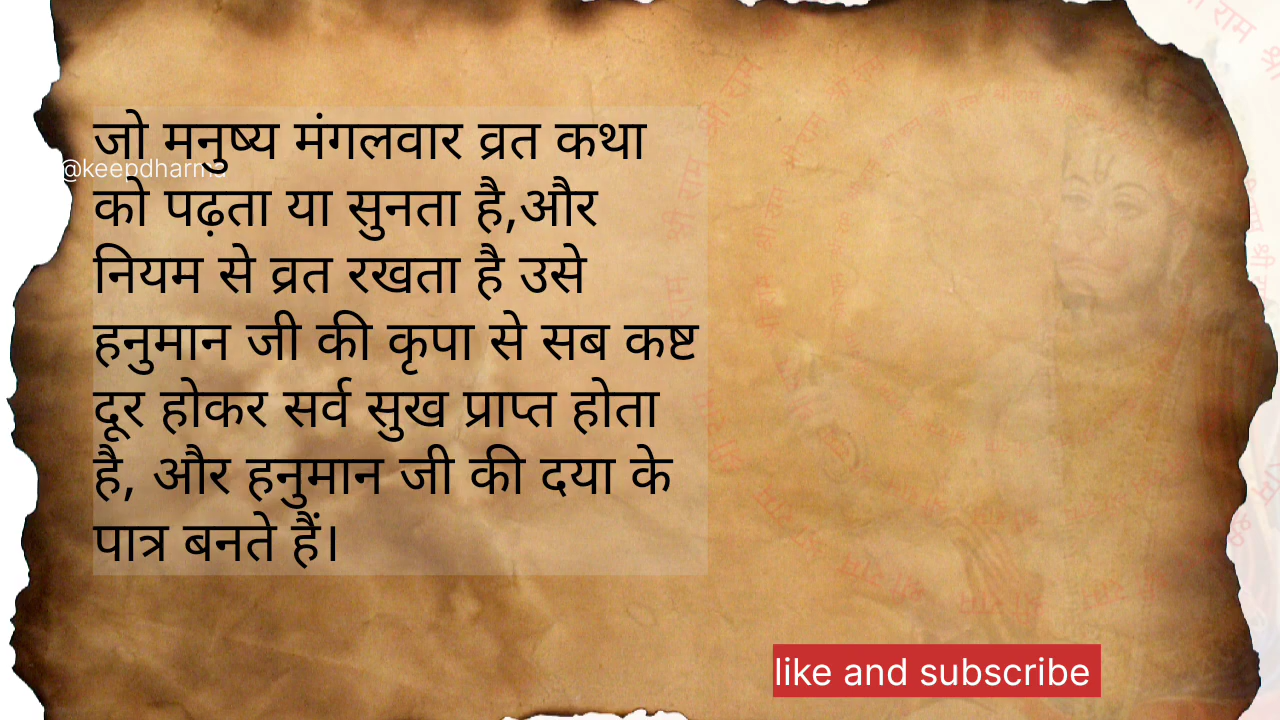 जो मनुष्य मंगलवार व्रत कथा
@keepdharma
को पढ़ता या सुनता है,और
नियम से व्रत रखता है उसे
हनुमान जी की कृपा से सब कष्ट
दूर होकर सर्व सुख प्राप्त होता
है, और हनुमान जी की दया के
पात्र बनते हैं।
like and subscribe
राम
श्री राम